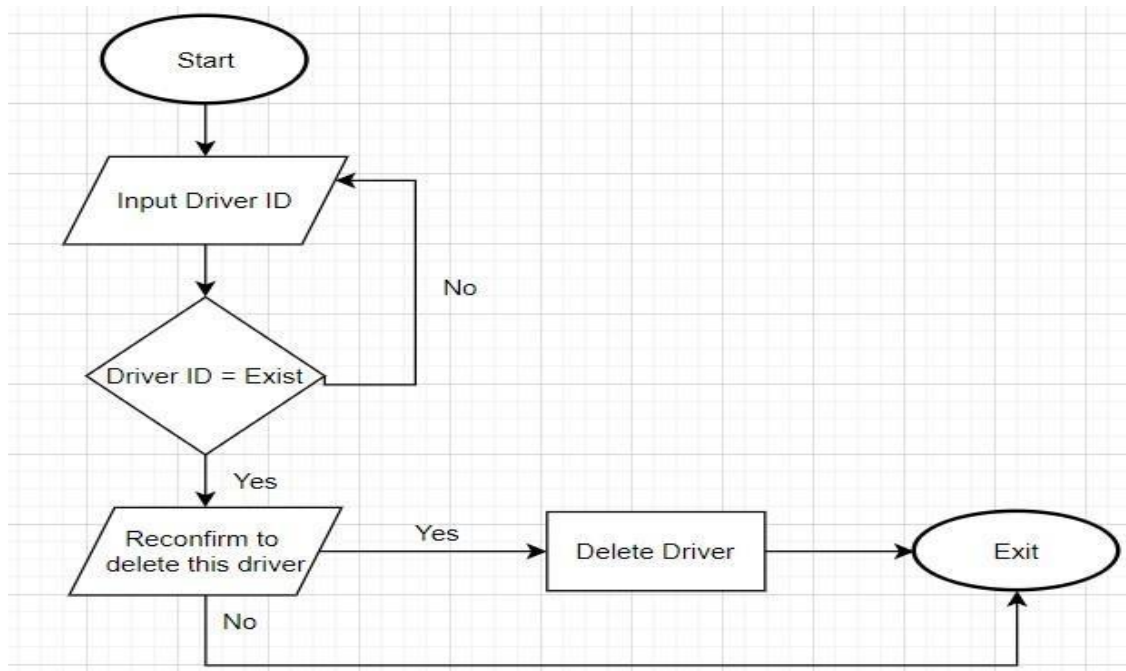 Start
Input Driver ID
No
Driver ID = Exist
Yes
Reconfirm to
delete this driver
Yes
Delete Driver
Exit
No